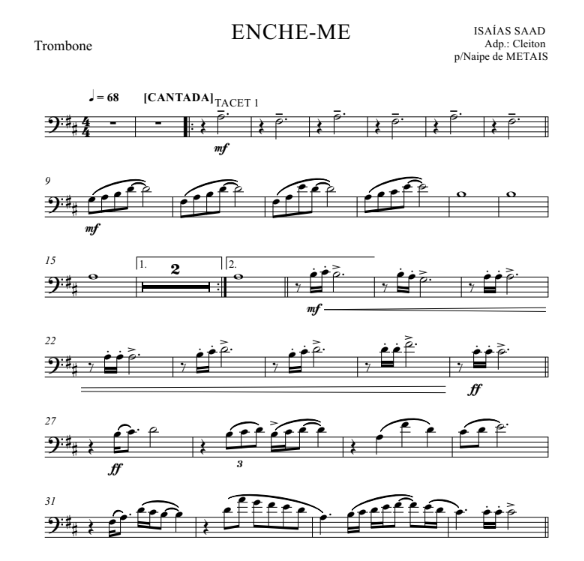 ENCHE-ME
Trombone
ISAÍAS SAAD
Adp.: Cleiton
p/Naipe de METAIS
♩ = 68 [CANTADA] TACET 1
mf
9
mf
15 1. 2 2.
mf
22
ff
27
ff 3
31